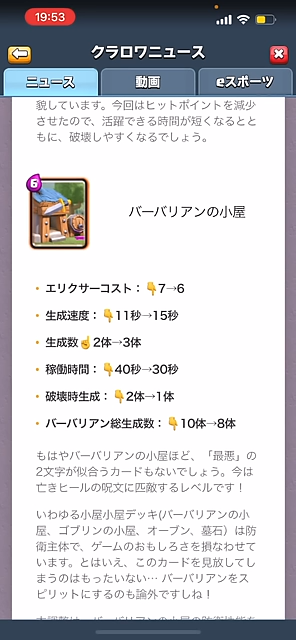 19:53
クラロワニュース
ニュース
動画
eスポーツ
貌しています。今回はヒットポイントを減少
させたので、活躍できる時間が短くなるとと
もに、破壊しやすくなるでしょう。
6
バーバリアンの小屋
• エリクサーコスト：👇7→6
• 生成速度：👇11秒→15秒
• 生成数☝2体→3体
• 稼働時間：👇40秒→30秒
• 破壊時生成：👇2体→1体
• バーバリアン総生成数：👇10体→8体
もはやバーバリアンの小屋ほど、「最悪」の
2文字が似合うカードもないでしょう。今は
亡きヒールの呪文に匹敵するレベルです！
いわゆる小屋小屋デッキ(バーバリアンの小
屋、ゴブリンの小屋、オーブン、墓石）は防
衛主体で、ゲームのおもしろさを損なわせて
います。とはいえ、このカードを見放してし
まうのはもったいない… バーバリアンをス
ピリットにするのも論外ですしね！